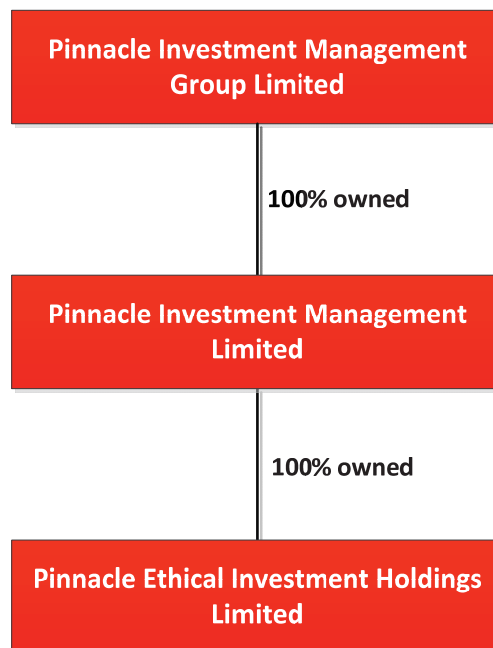 Pinnacle Investment Management
Group Limited
100% owned
Pinnacle Investment Management
Limited
100% owned
Pinnacle Ethical Investment Holdings
Limited